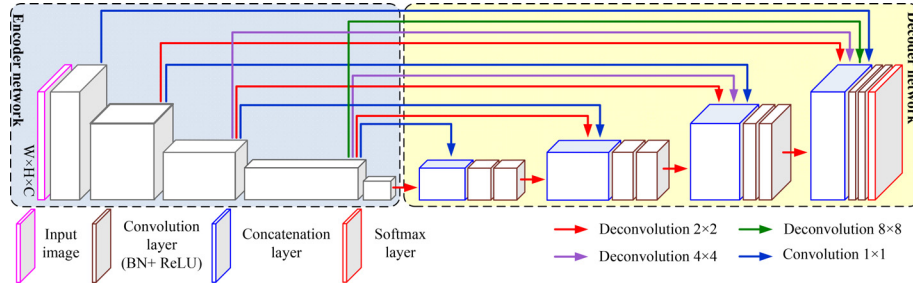 Encoder network
W×H×C
Decoder network
Input
image
Convolution
layer
(BN+ ReLU)
Concatenation
layer
Softmax
layer
Deconvolution 2×2
Deconvolution 4×4
Deconvolution 8×8
Convolution 1×1